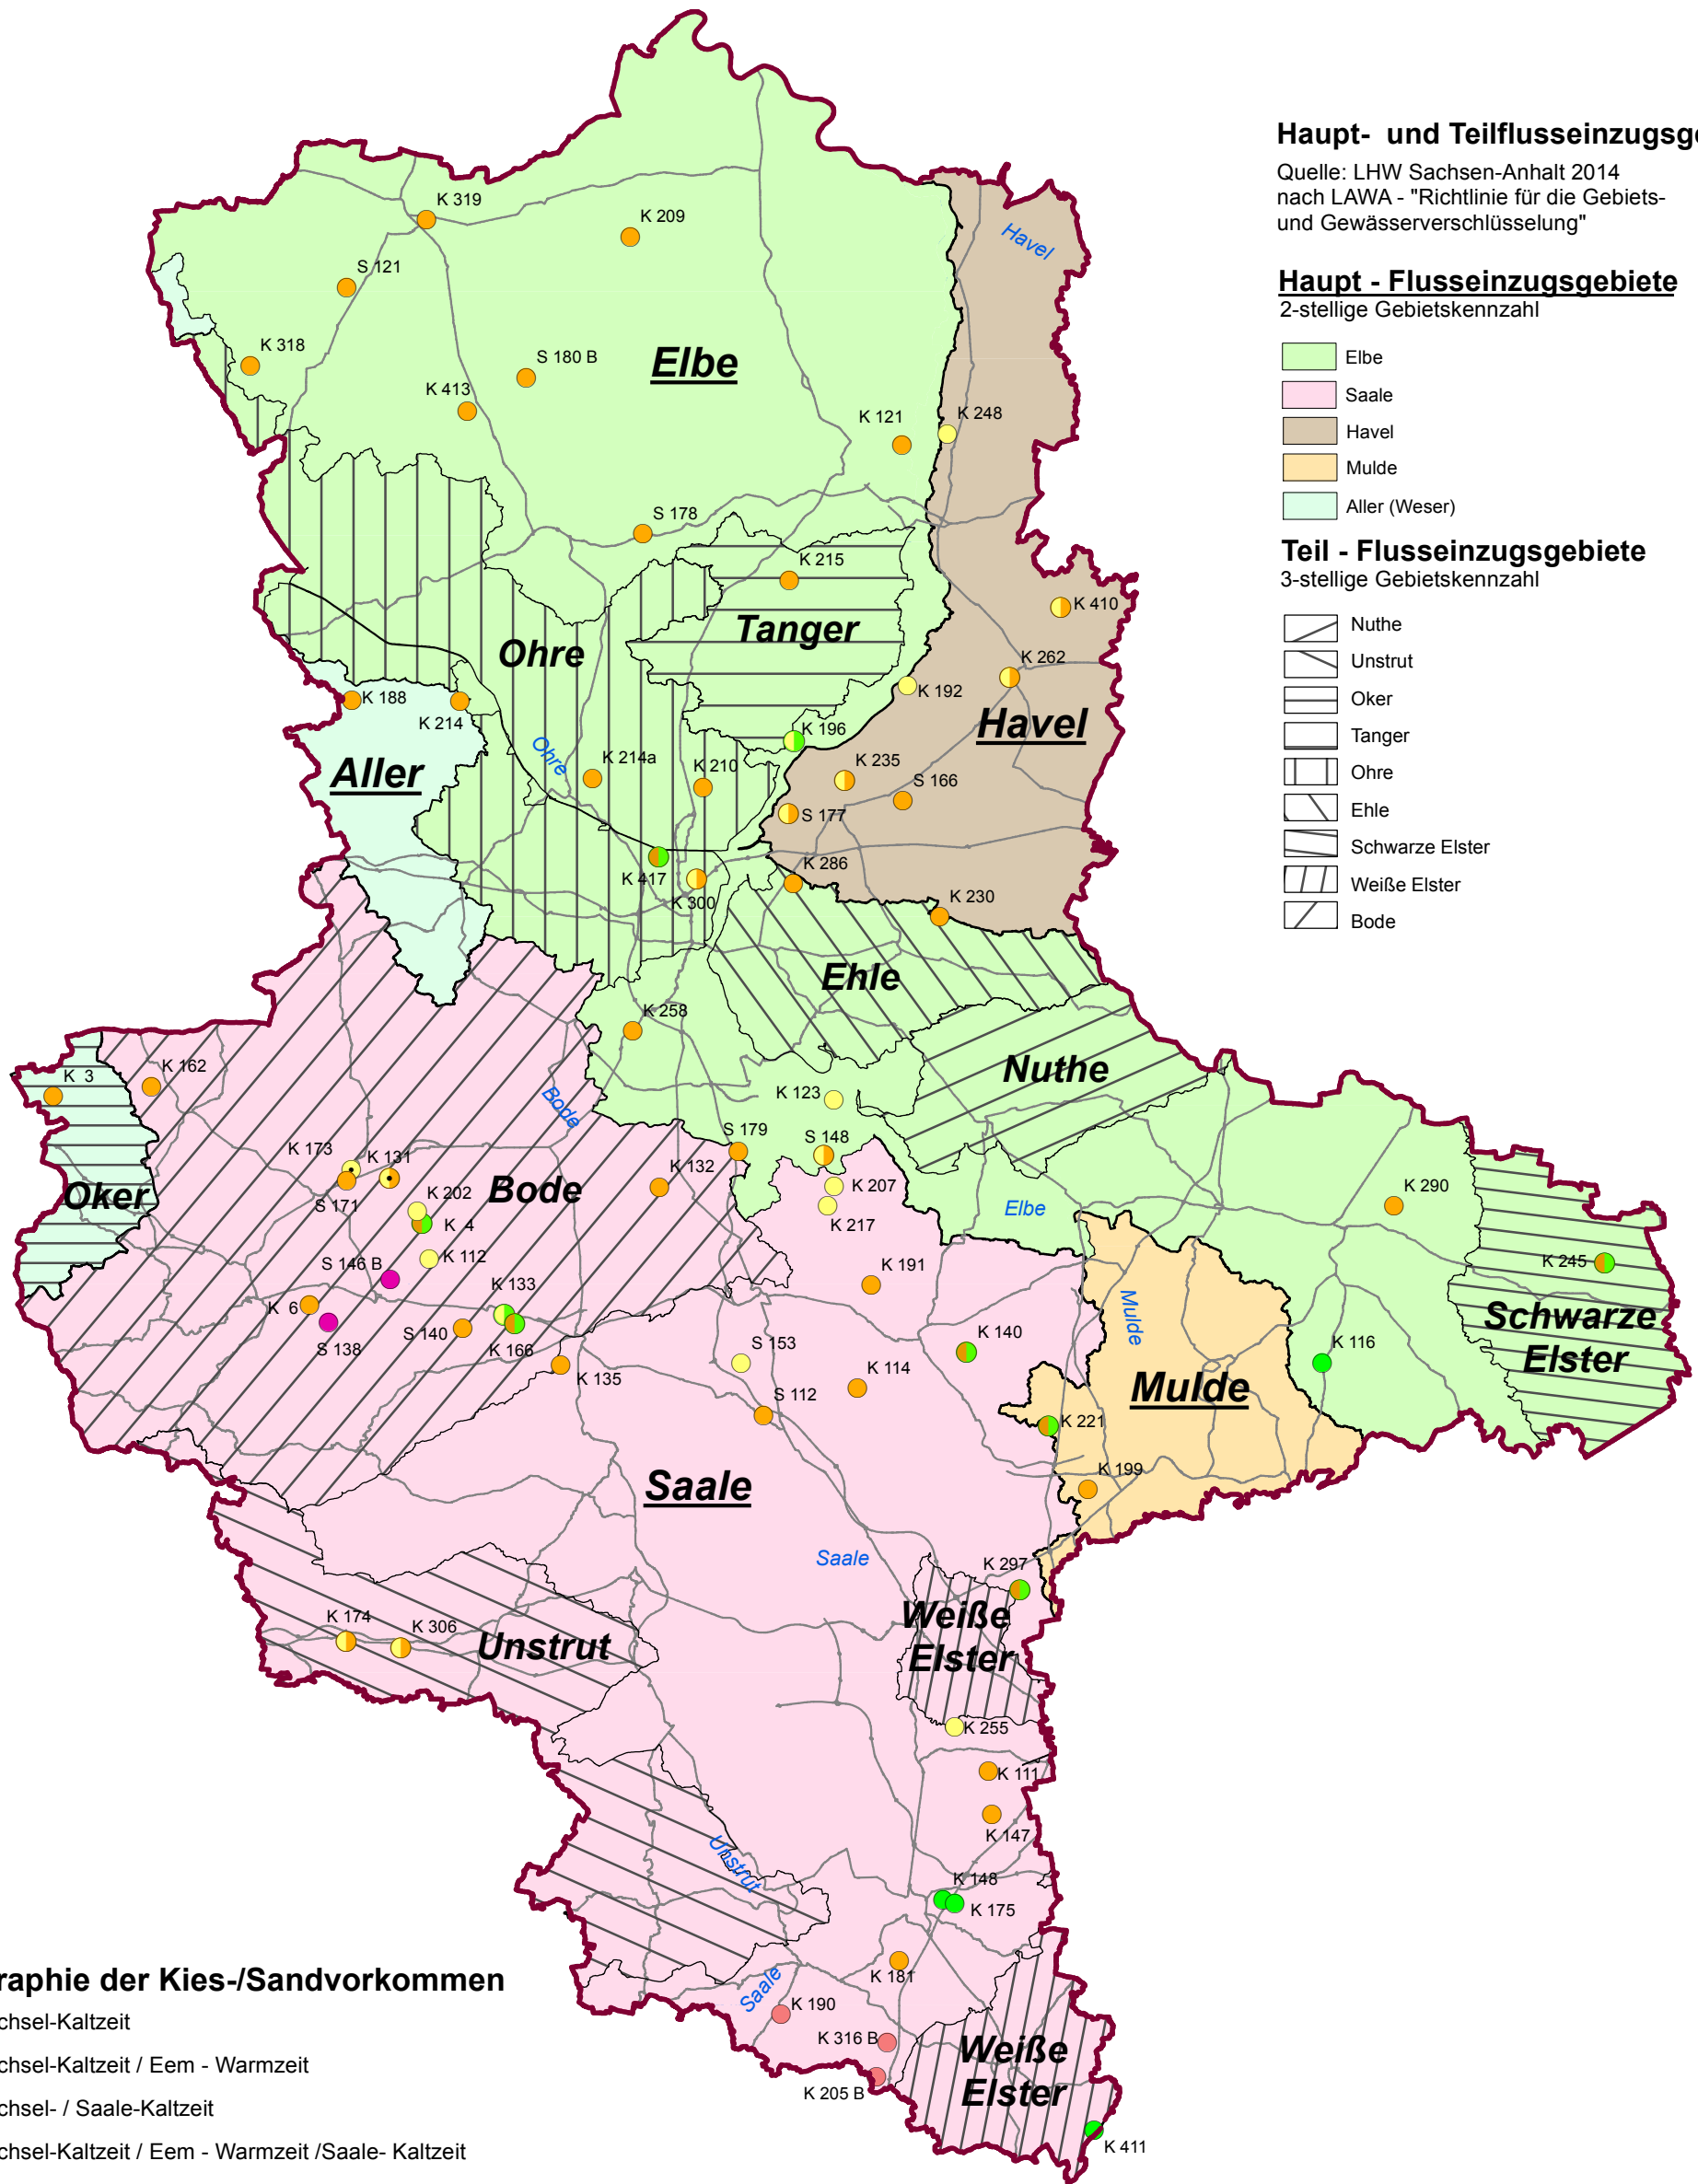 Haupt- und Teilflusseinzugsge
Quelle: LHW Sachsen-Anhalt 2014
nach LAWA - "Richtlinie für die Gebiets-
und Gewässerverschlüsselung"
Haupt - Flusseinzugsgebiete
2-stellige Gebietskennzahl
Elbe
Saale
Havel
Mulde
Aller (Weser)
Teil - Flusseinzugsgebiete
3-stellige Gebietskennzahl
Nuthe
Unstrut
Oker
Tanger
Ohre
Ehle
Schwarze Elster
Weiße Elster
Bode
K 319
K 209
Havel
S 121
K 318
S 180 B
Elbe
K 413
K 121
K 248
S 178
K 215
K 410
Tanger
Ohre
K 262
K 188
K 192
K 214
Havel
K 196
Ohre
K 214a
K 210
K 235
S 166
Aller
S 177
K 417
K 286
K 300
K 230
Ehle
K 258
Nuthe
K 3
K 162
K 123
Bode
S 179
S 148
K 173
K 131
K 132
K 207
Oker
S 171
K 202
Bode
K 290
K 4
K 217
Elbe
K 112
S 146 B
K 191
K 245
K 133
K 6
Mulde
Schwarze
Elster
S 138
S 140
K 166
S 153
K 140
K 116
K 135
K 114
Mulde
S 112
K 221
K 199
Saale
Saale
K 297
Weiße
Elster
K 174
K 306
Unstrut
K 255
K 111
K 147
Unstrut
K 148
K 175
K 181
Saale
K 190
K 316 B
Weiße
Elster
K 205 B
K 411
raphie der Kies-/Sandvorkommen
chsel-Kaltzeit
chsel-Kaltzeit / Eem - Warmzeit
chsel- / Saale-Kaltzeit
chsel-Kaltzeit / Eem - Warmzeit /Saale- Kaltzeit